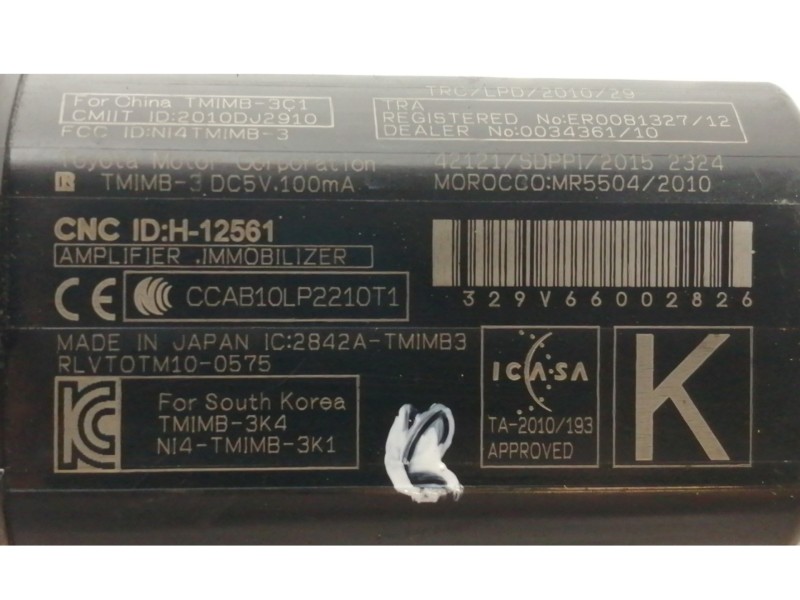 For China TMIMB-3C1
CMIIT ID:2010DJ2910
FCC ID:NI4TMIMB-3
Toyota Motor Corporation
R TMIMB-3 DC5V.100mA
CNC ID:H-12561
AMPLIFIER .IMMOBILIZER
CE CCC CCAB10LP2210T1
MADE IN JAPAN IC:2842A-TMIMB3
RLVTOTM10-0575
KC
For South Korea
TMIMB-3K4
NI4-TMIMB-3K1
TRC/LPD/2010/29
TRA
REGISTERED No:ER0081327/12
DEALER No:0034361/10
42121/SDPPI/2015 2324
MOROCCO:MR5504/2010
329V66002826
ICASA
TA-2010/193
APPROVED
K